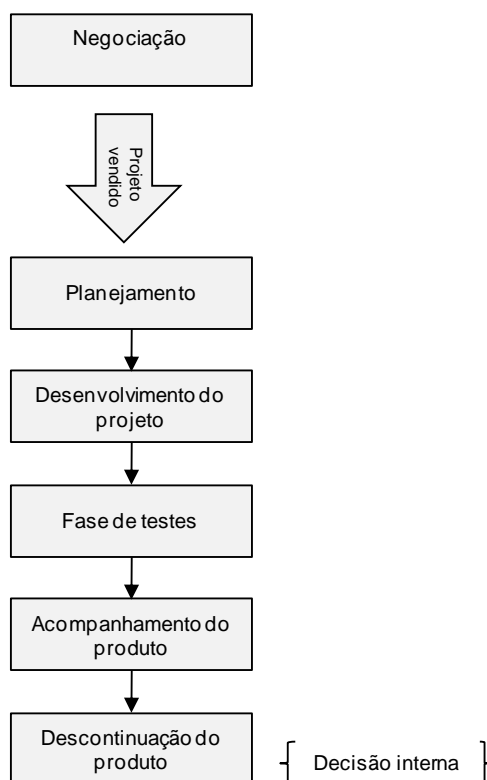 Negociação
Projeto
vendido
Planejamento
Desenvolvimento do
projeto
Fase de testes
Acompanhamento do
produto
Descontinuação do
produto
Decisão interna